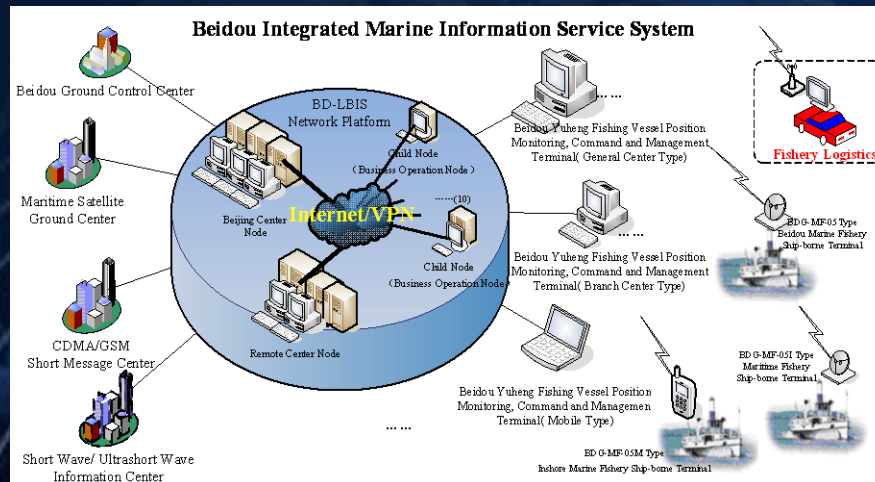 Beidou Integrated Marine Information Service System
Beidou Ground Control Center
Maritime Satellite
Ground Center
CDMA/GSM
Short Message Center
Short Wave/ Ultrashort Wave
Information Center
BD-LBIS
Network Platform
Child Node
(Business Operation Node)
Internet/VPN
Beijing Center
Node
……(10)
Child Node
(Business Operation Node)
Remote Center Node
……
Beidou Yuheng Fishing Vessel Position
Monitoring, Command and Management
Terminal( General Center Type)
……
Beidou Yuheng Fishing Vessel Position
Monitoring, Command and Management
Terminal( Branch Center Type)
Beidou Yuheng Fishing Vessel Position
Monitoring, Command and Managemen
Terminal( Mobile Type)
……
Fishery Logistics
BDG-MF-05 Type
Beidou Marine Fishery
Ship-borne Terminal
BDG-MF-05I Type
Maritime Fishery
Ship-borne Terminal
BDG-MF-05M Type
Inshore Marine Fishery Ship-borne Terminal